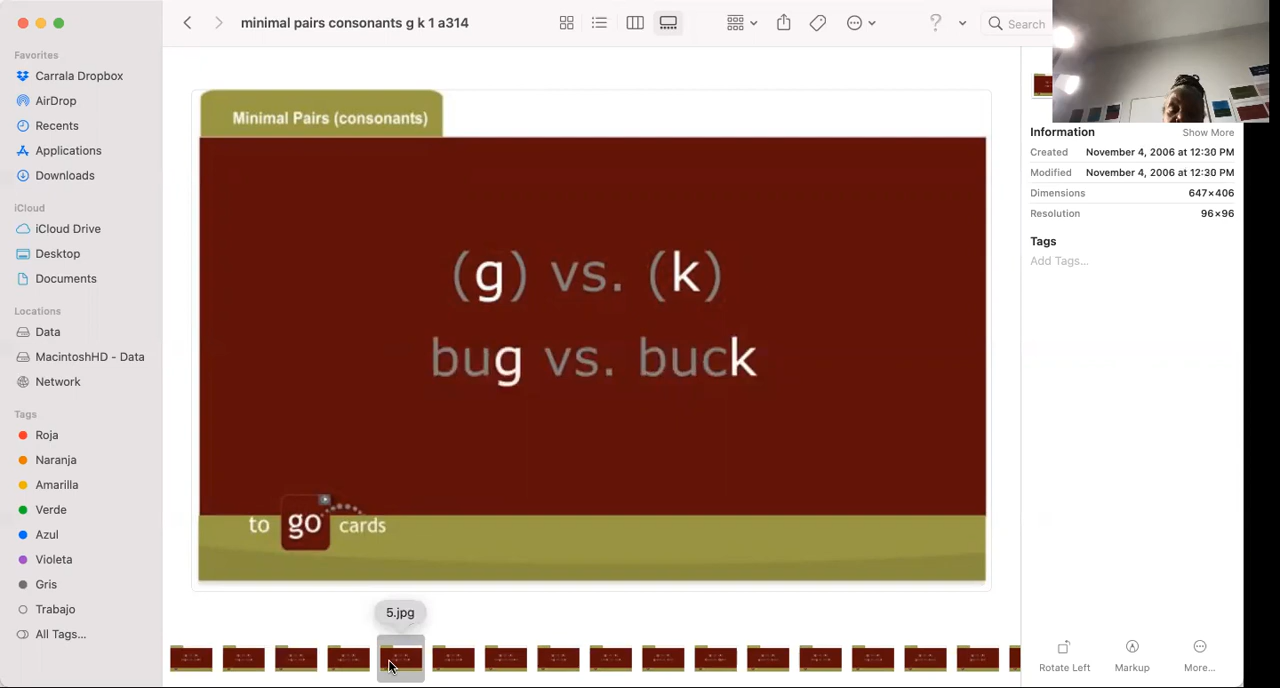 minimal pairs consonants g k 1 a314
Search
Favorites
Carrala Dropbox
AirDrop
Recents
Applications
Downloads
iCloud
iCloud Drive
Desktop
Documents
Locations
Data
MacintoshHD - Data
Network
Tags
Roja
Naranja
Amarilla
Verde
Azul
Violeta
Gris
Trabajo
All Tags...
Minimal Pairs (consonants)
(g) vs. (k)
bug vs. buck
to go cards
5.jpg
Information Show More
Created November 4, 2006 at 12:30 PM
Modified November 4, 2006 at 12:30 PM
Dimensions 647×406
Resolution 96×96
Tags
Add Tags...
Rotate Left Markup More...